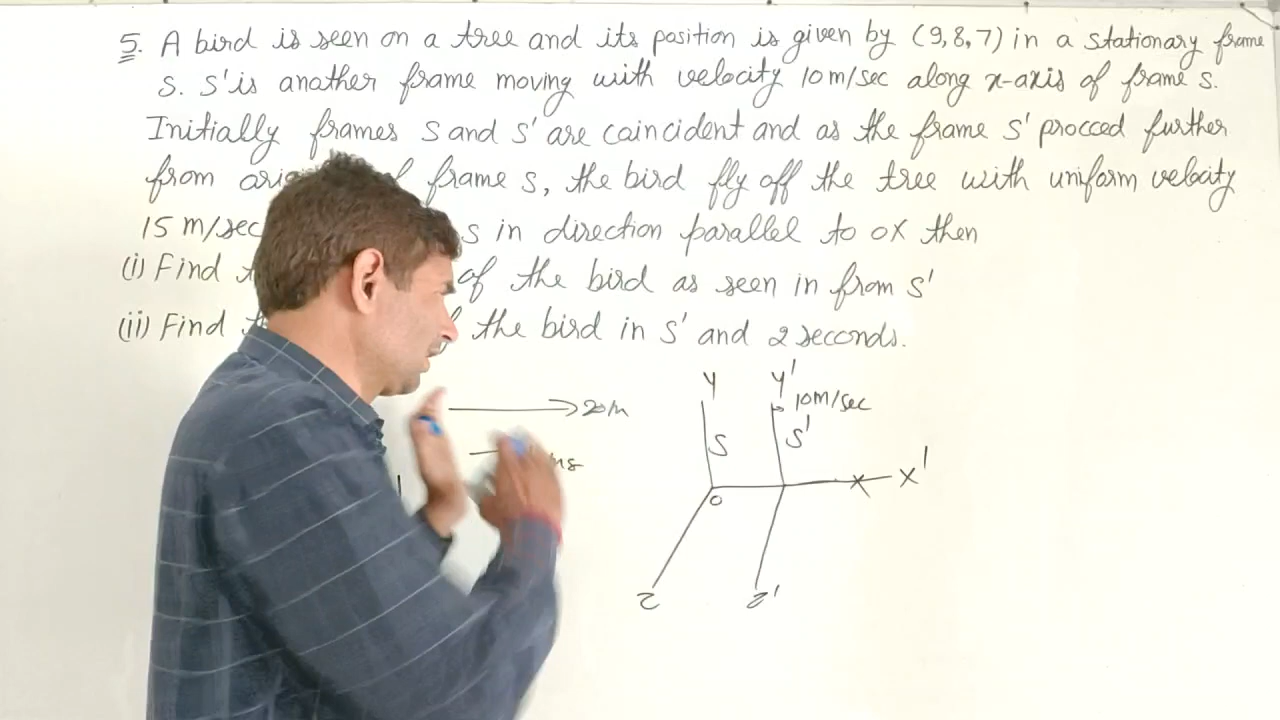 5. A bird is seen on a tree and its position is given by (9,8,7) in a stationary frame
S. S' is another frame moving with velocity 10m/sec along x-axis of frame S.
Initially frames S and S' are coincident and as the frame S' procced further
from frame S, the bird fly off the tree with uniform velocity
15 m/sec S in direction parallel to OX then
(i) Find of the bird as seen in from S'
(ii) Find the bird in S' and 2 seconds.
Y Y'
20m 10m/sec
S S'
X X'
O
Z Z'